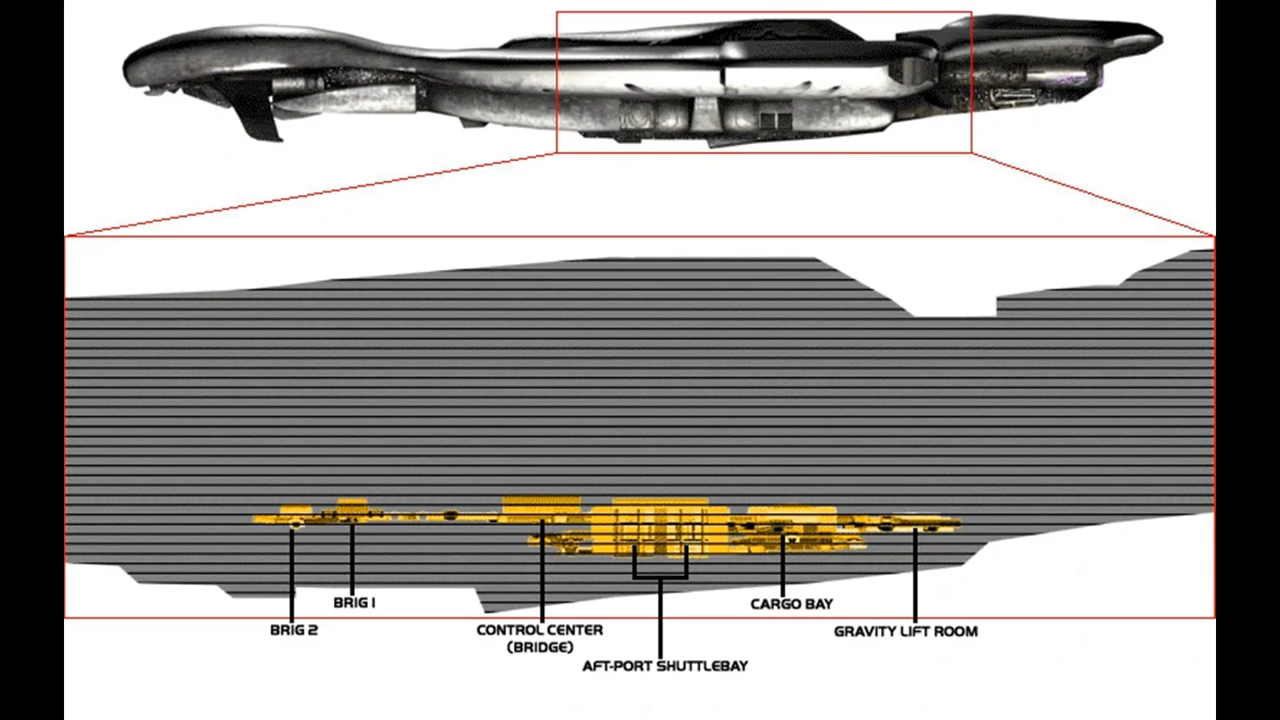 BRIG 1
CARGO BAY
BRIG 2
CONTROL CENTER
(BRIDGE)
GRAVITY LIFT ROOM
AFT-PORT SHUTTLEBAY